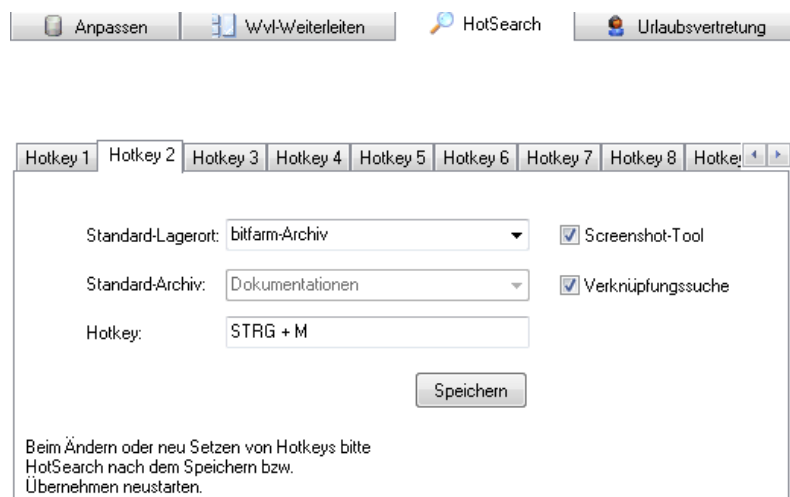 Anpassen Wvl-Weiterleiten HotSearch Urlaubsvertretung
Hotkey 1 Hotkey 2 Hotkey 3 Hotkey 4 Hotkey 5 Hotkey 6 Hotkey 7 Hotkey 8 Hotkey
Standard-Lagerort: bitfarm-Archiv Screenshot-Tool
Standard-Archiv: Dokumentationen Verknüpfungssuche
Hotkey: STRG + M
Speichern
Beim Ändern oder neu Setzen von Hotkeys bitte
HotSearch nach dem Speichern bzw.
Übernehmen neustarten.